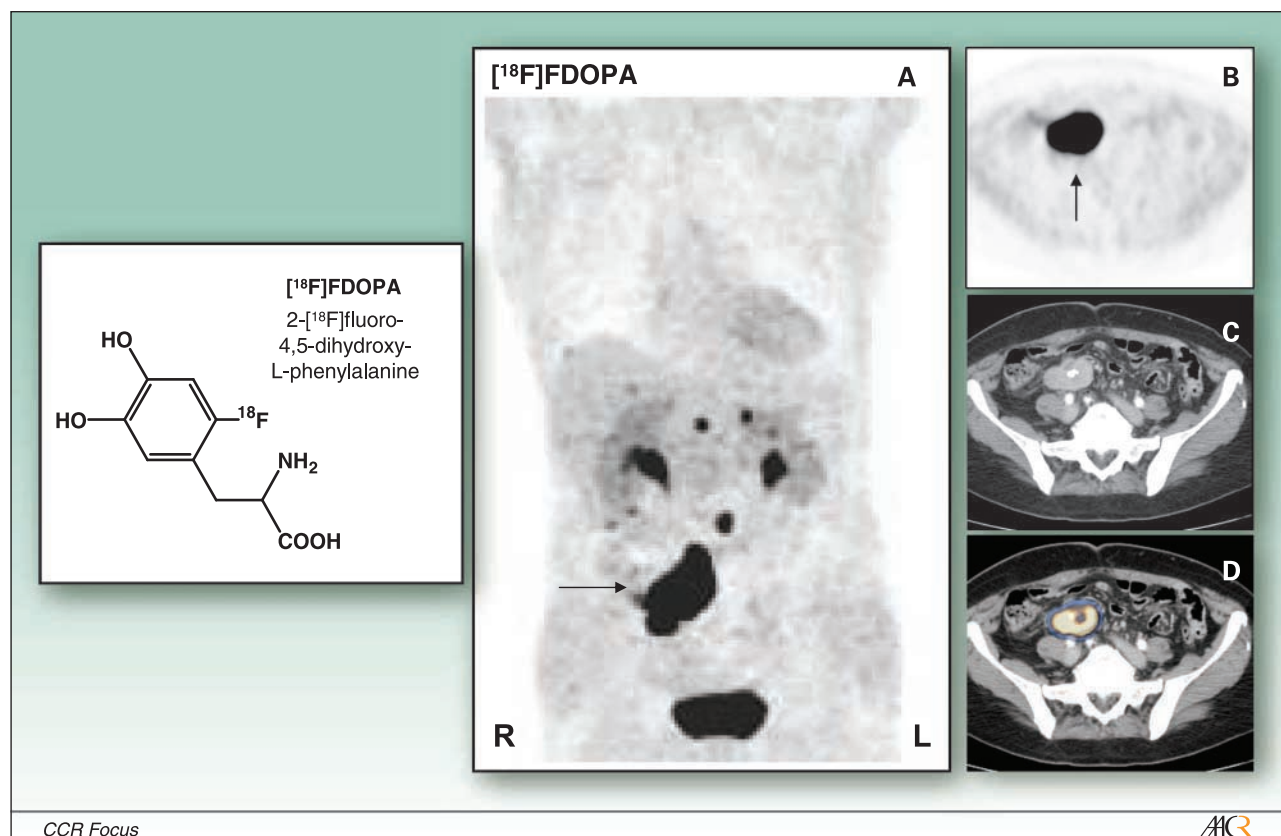 [¹⁸F]FDOPA
2-[¹⁸F]fluoro-
4,5-dihydroxy-
L-phenylalanine
HO
HO
¹⁸F
NH₂
COOH
[¹⁸F]FDOPA A
R L
B
C
D
CCR Focus
AACR